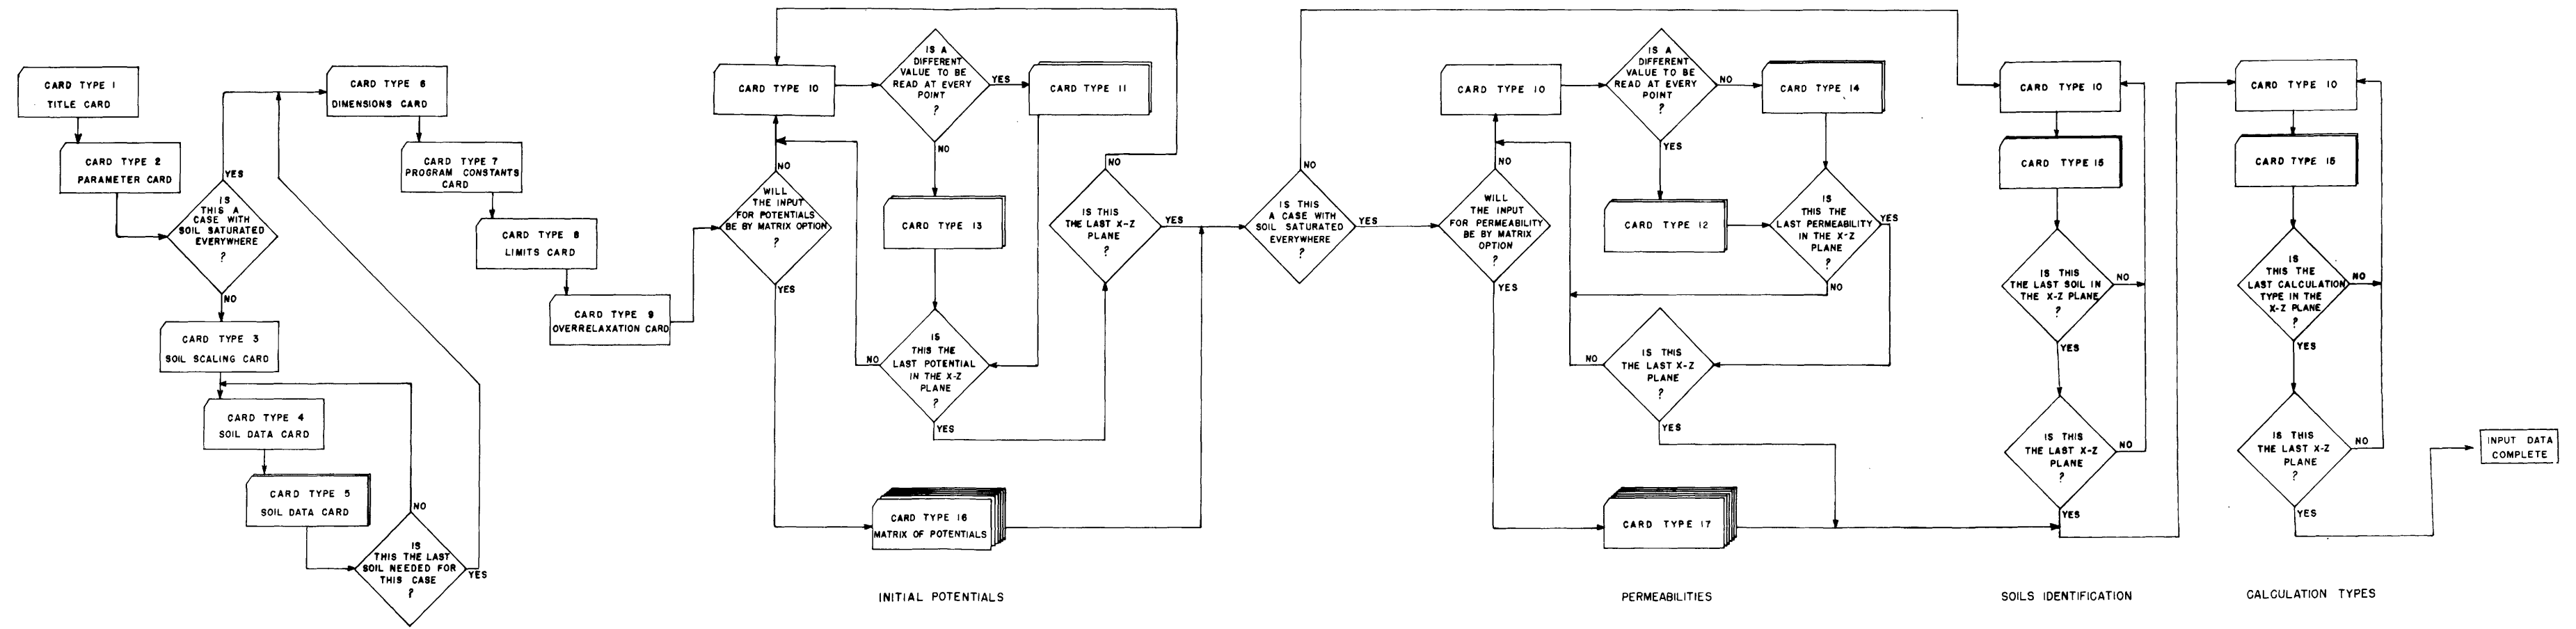 CARD TYPE 1
TITLE CARD
CARD TYPE 2
PARAMETER CARD
YES
IS
THIS A
CASE WITH
SOIL SATURATED
EVERYWHERE
?
NO
CARD TYPE 3
SOIL SCALING CARD
CARD TYPE 4
SOIL DATA CARD
CARD TYPE 5
SOIL DATA CARD
NO
IS
THIS THE LAST
SOIL NEEDED FOR
THIS CASE
?
YES
CARD TYPE 6
DIMENSIONS CARD
CARD TYPE 7
PROGRAM CONSTANTS
CARD
CARD TYPE 8
LIMITS CARD
CARD TYPE 9
OVERRELAXATION CARD
CARD TYPE 10
NO
WILL
THE INPUT
FOR POTENTIALS
BE BY MATRIX OPTION
?
YES
IS A
DIFFERENT
VALUE TO BE
READ AT EVERY
POINT
?
YES
NO
CARD TYPE 11
CARD TYPE 13
IS
THIS THE
LAST POTENTIAL
IN THE X-Z
PLANE
?
NO
YES
NO
IS THIS
THE LAST X-Z
PLANE
?
YES
CARD TYPE 16
MATRIX OF POTENTIALS
INITIAL POTENTIALS
NO
IS THIS
A CASE WITH
SOIL SATURATED
EVERYWHERE
?
YES
CARD TYPE 10
NO
WILL
THE INPUT
FOR PERMEABILITY
BE BY MATRIX
OPTION
?
YES
IS A
DIFFERENT
VALUE TO BE
READ AT EVERY
POINT
?
NO
YES
CARD TYPE 14
CARD TYPE 12
IS
THIS THE
LAST PERMEABILITY
IN THE X-Z
PLANE
?
YES
NO
IS THIS
THE LAST X-Z
PLANE
?
NO
YES
CARD TYPE 17
PERMEABILITIES
CARD TYPE 10
CARD TYPE 15
IS THIS
THE LAST SOIL IN
THE X-Z PLANE
?
NO
YES
IS THIS
THE LAST X-Z
PLANE
?
NO
YES
SOILS IDENTIFICATION
CARD TYPE 10
CARD TYPE 15
IS
THIS THE
LAST CALCULATION
TYPE IN THE
X-Z PLANE
?
NO
YES
IS THIS
THE LAST X-Z
PLANE
?
NO
YES
CALCULATION TYPES
INPUT DATA
COMPLETE